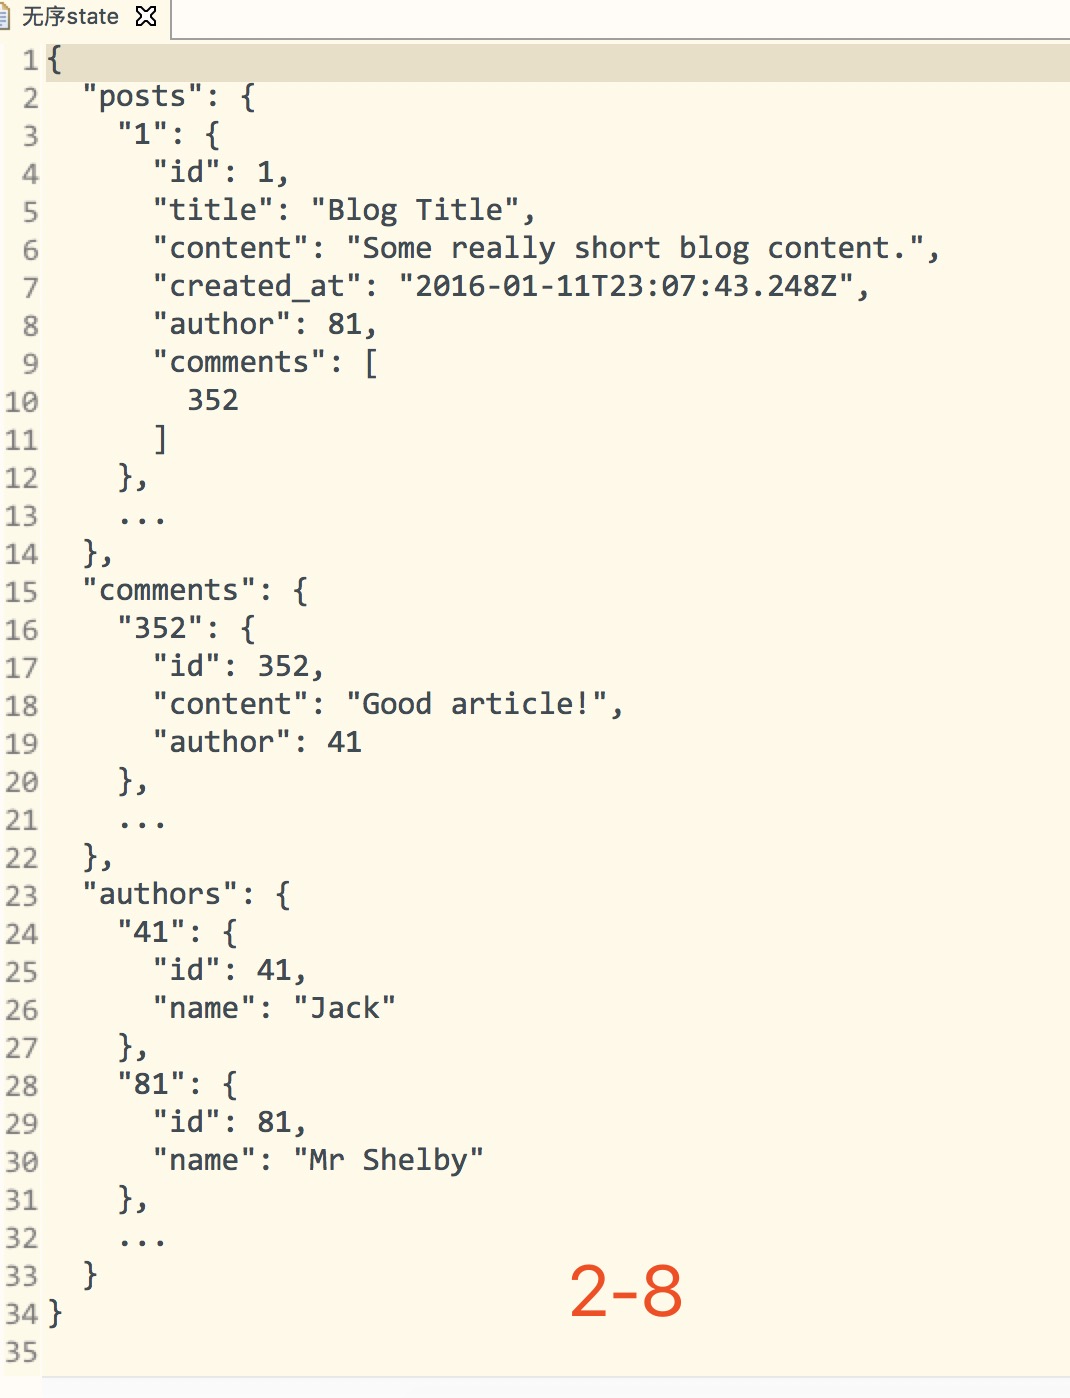 无序state
1 {
2   "posts": {
3     "1": {
4       "id": 1,
5       "title": "Blog Title",
6       "content": "Some really short blog content.",
7       "created_at": "2016-01-11T23:07:43.248Z",
8       "author": 81,
9       "comments": [
10         352
11       ]
12     },
13     ...
14   },
15   "comments": {
16     "352": {
17       "id": 352,
18       "content": "Good article!",
19       "author": 41
20     },
21     ...
22   },
23   "authors": {
24     "41": {
25       "id": 41,
26       "name": "Jack"
27     },
28     "81": {
29       "id": 81,
30       "name": "Mr Shelby"
31     },
32     ...
33   }
2-8
34 }
35